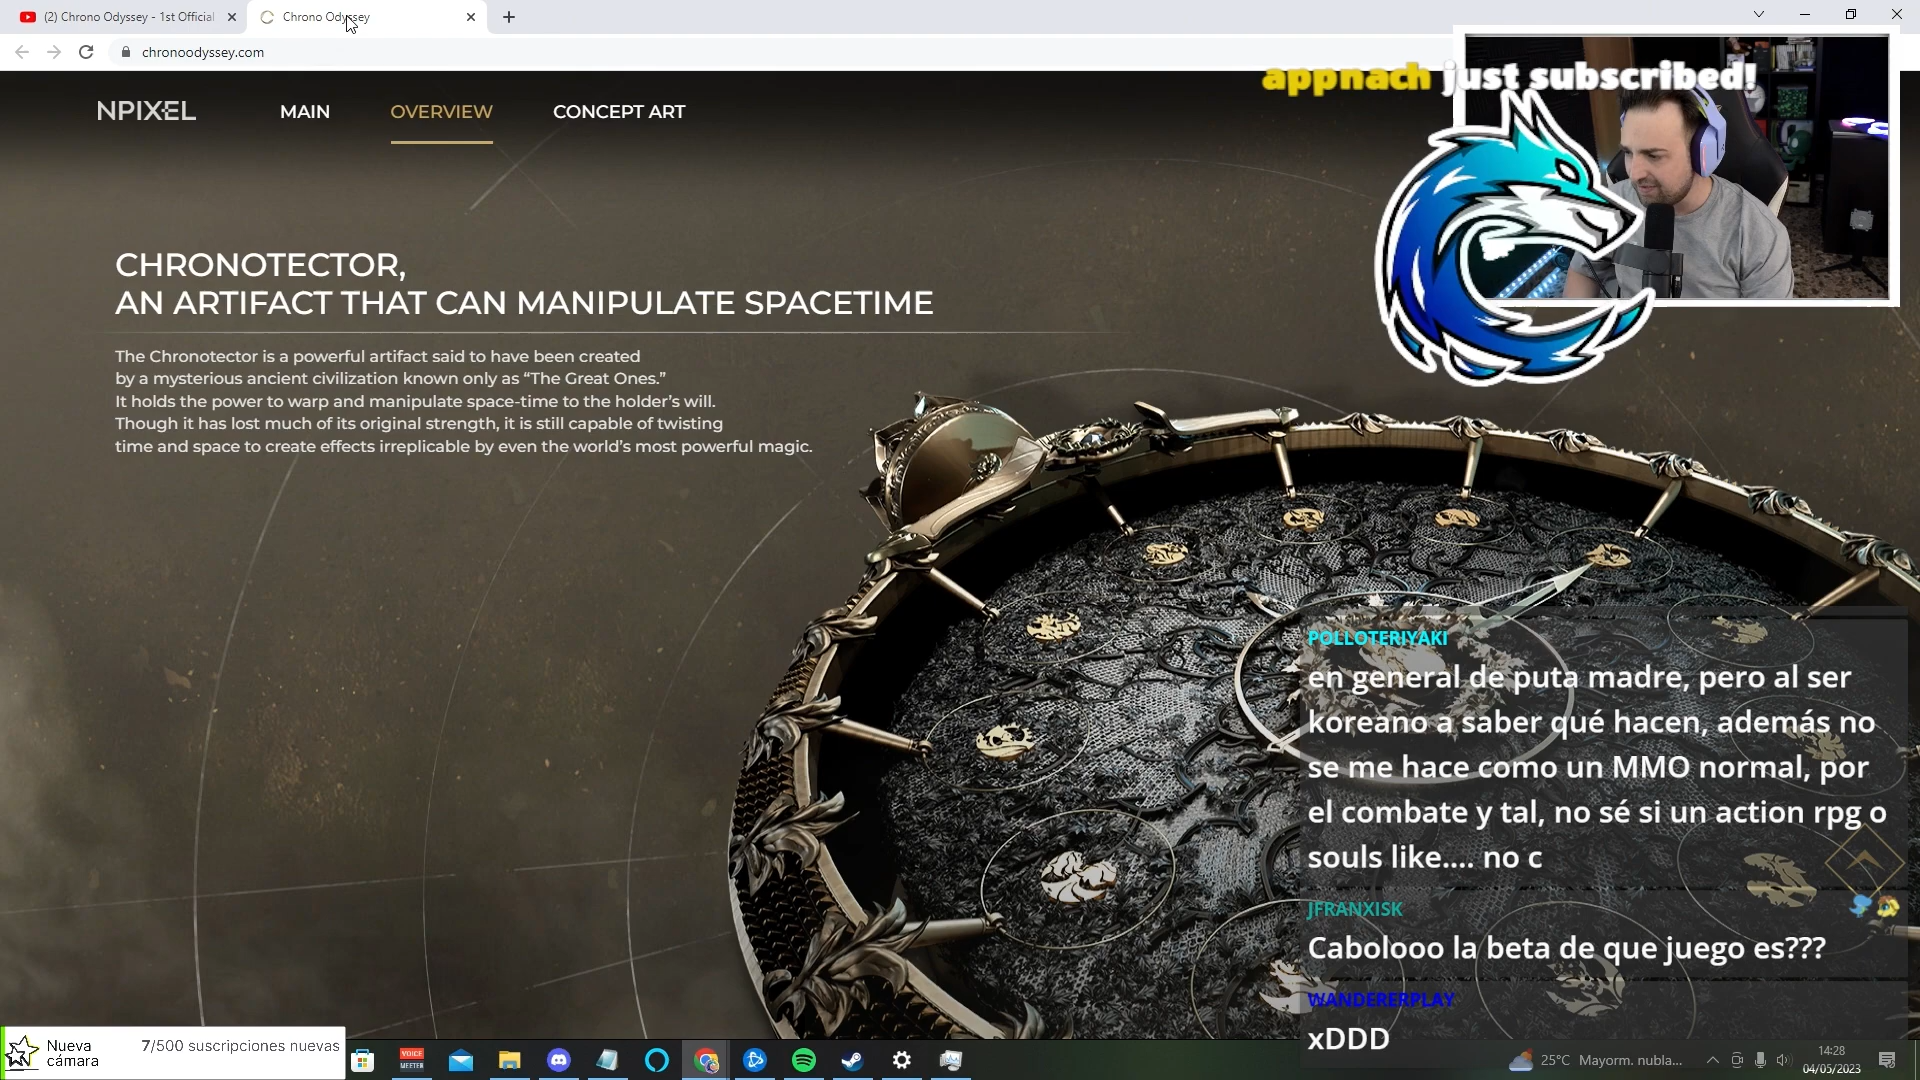 (2) Chrono Odyssey - 1st Official
Chrono Odyssey
chronoodyssey.com
appnach just subscribed!
NPIXEL
MAIN
OVERVIEW
CONCEPT ART
CHRONOTECTOR,
AN ARTIFACT THAT CAN MANIPULATE SPACETIME
The Chronotector is a powerful artifact said to have been created
by a mysterious ancient civilization known only as “The Great Ones.”
It holds the power to warp and manipulate space-time to the holder’s will.
Though it has lost much of its original strength, it is still capable of twisting
time and space to create effects irreplicable by even the world’s most powerful magic.
POLLOTERIYAKI
en general de puta madre, pero al ser
koreano a saber qué hacen, además no
se me hace como un MMO normal, por
el combate y tal, no sé si un action rpg o
souls like.... no c
JFRANXISK
Cabolooo la beta de que juego es???
WANDERERPLAY
xDDD
Nueva
cámara
7/500 suscripciones nuevas
VOICE
MEETER
25°C Mayorm. nubla...
14:28
04/05/2023